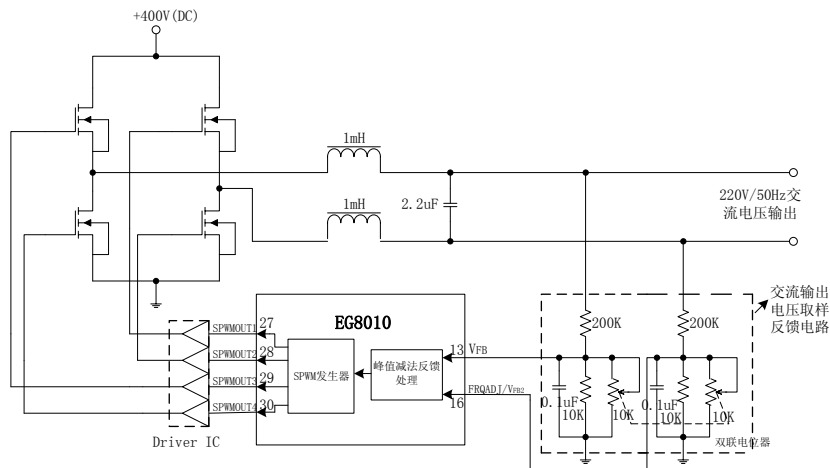 +400V(DC)
1mH
1mH
2.2uF
220V/50Hz交
流电压输出
交流输出
电压取样
反馈电路
EG8010
SPWMOUT1 27
SPWMOUT2 28
SPWMOUT3 29
SPWMOUT4 30
SPWM发生器
峰值减法反馈
处理
13 VFB
FRQADJ/VFB2
16
Driver IC
200K
200K
0.1uF
10K
10K
0.1uF
10K
10K
双联电位器